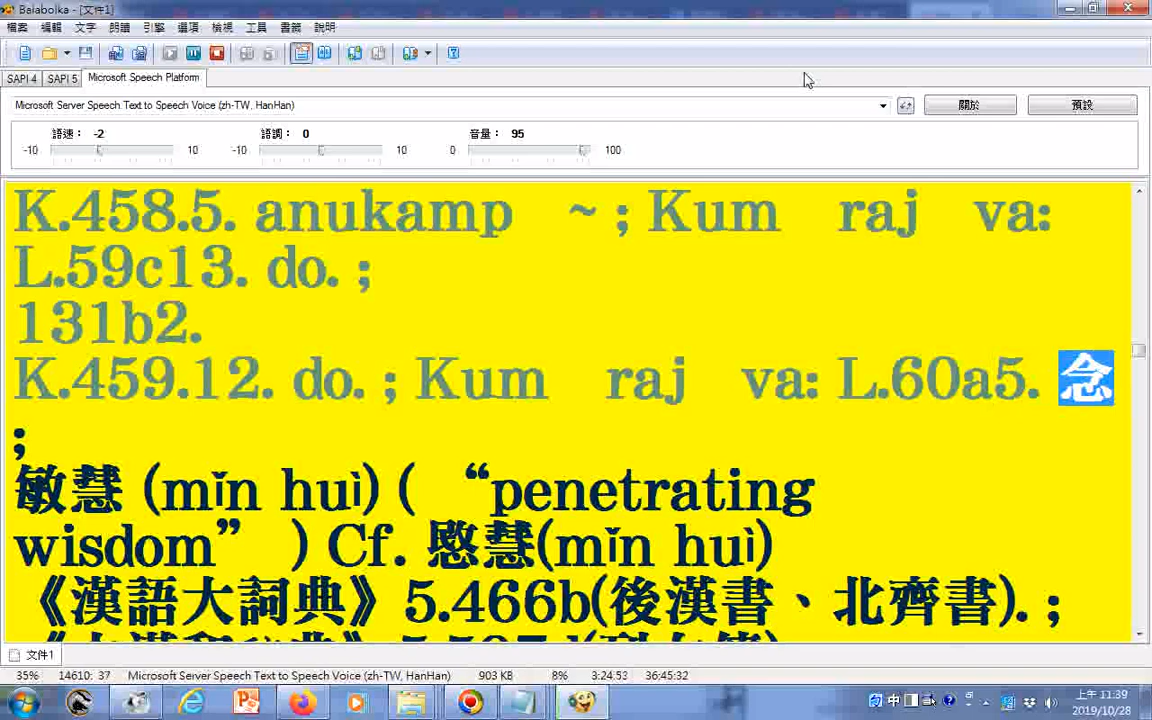 Balabolka - [文件1]
檔案 編輯 文字 朗讀 引擎 選項 檢視 工具 書籤 說明
SAPI 4 SAPI 5 Microsoft Speech Platform
Microsoft Server Speech Text to Speech Voice (zh-TW, HanHan) 關於 預設
語速： -2 語調： 0 音量： 95
-10 10 -10 10 0 100
K.458.5. anukamp ~ ; Kum raj va:
L.59c13. do. ;
131b2.
K.459.12. do. ; Kum raj va: L.60a5. 念
;
敏慧 (mǐn huì) ( “penetrating
wisdom” ) Cf. 愍慧(mǐn huì)
《漢語大詞典》 5.466b(後漢書、北齊書). ;
文件1
35% 14610: 37 Microsoft Server Speech Text to Speech Voice (zh-TW, HanHan) 903 KB 8% 3:24:53 36:45:32
中
上午 11:39
2019/10/28